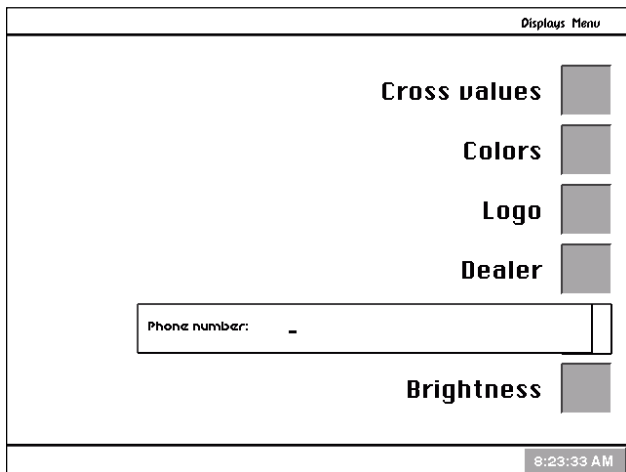 Displays Menu
Cross values
Colors
Logo
Dealer
Phone number: _
Brightness
8:23:33 AM